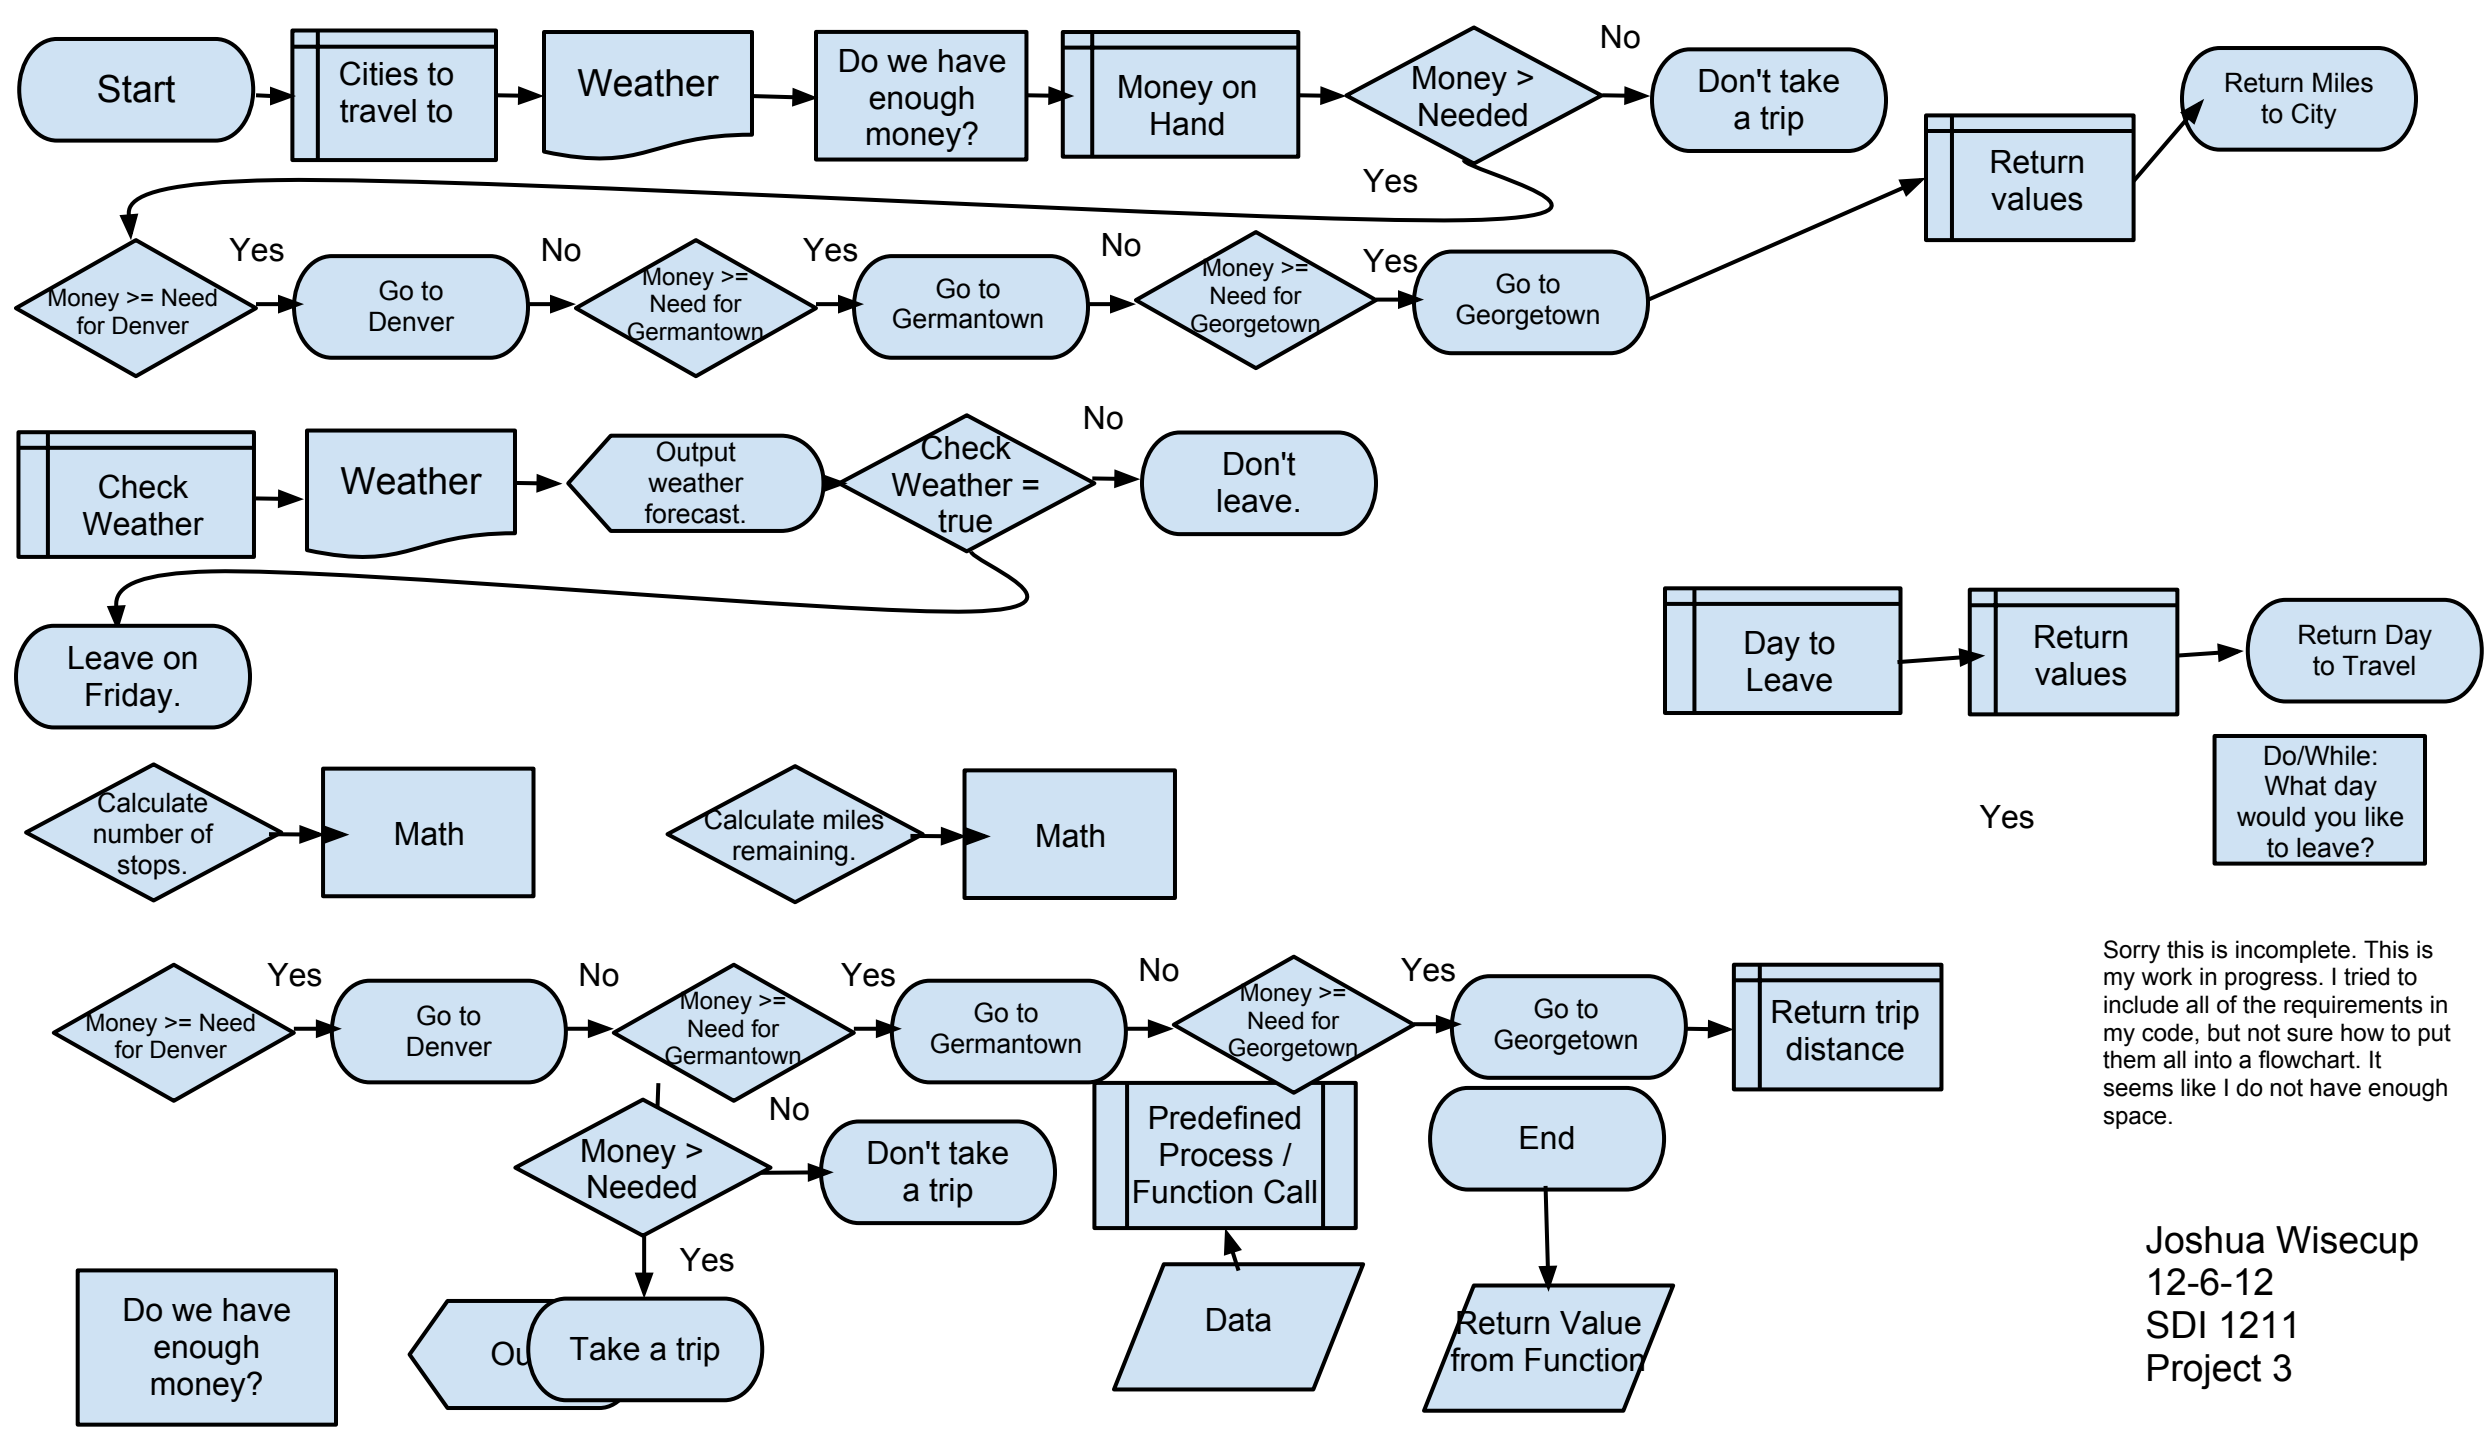 Start
Cities to
travel to
Weather
Do we have
enough
money?
Money on
Hand
Money >
Needed
No
Don't take
a trip
Return
values
Return Miles
to City
Yes
Money >= Need
for Denver
Yes
Go to
Denver
No
Money >=
Need for
Germantown
Yes
Go to
Germantown
No
Money >=
Need for
Georgetown
Yes
Go to
Georgetown
Check
Weather
Weather
Output
weather
forecast.
Check
Weather =
true
No
Don't
leave.
Leave on
Friday.
Day to
Leave
Return
values
Return Day
to Travel
Calculate
number of
stops.
Math
Calculate miles
remaining.
Math
Yes
Do/While:
What day
would you like
to leave?
Money >= Need
for Denver
Yes
Go to
Denver
No
Money >=
Need for
Germantown
Yes
Go to
Germantown
No
Money >=
Need for
Georgetown
Yes
Go to
Georgetown
Return trip
distance
Sorry this is incomplete. This is
my work in progress. I tried to
include all of the requirements in
my code, but not sure how to put
them all into a flowchart. It
seems like I do not have enough
space.
Money >
Needed
No
Don't take
a trip
Predefined
Process /
Function Call
End
Yes
Do we have
enough
money?
Take a trip
Data
Return Value
from Function
Joshua Wisecup
12-6-12
SDI 1211
Project 3